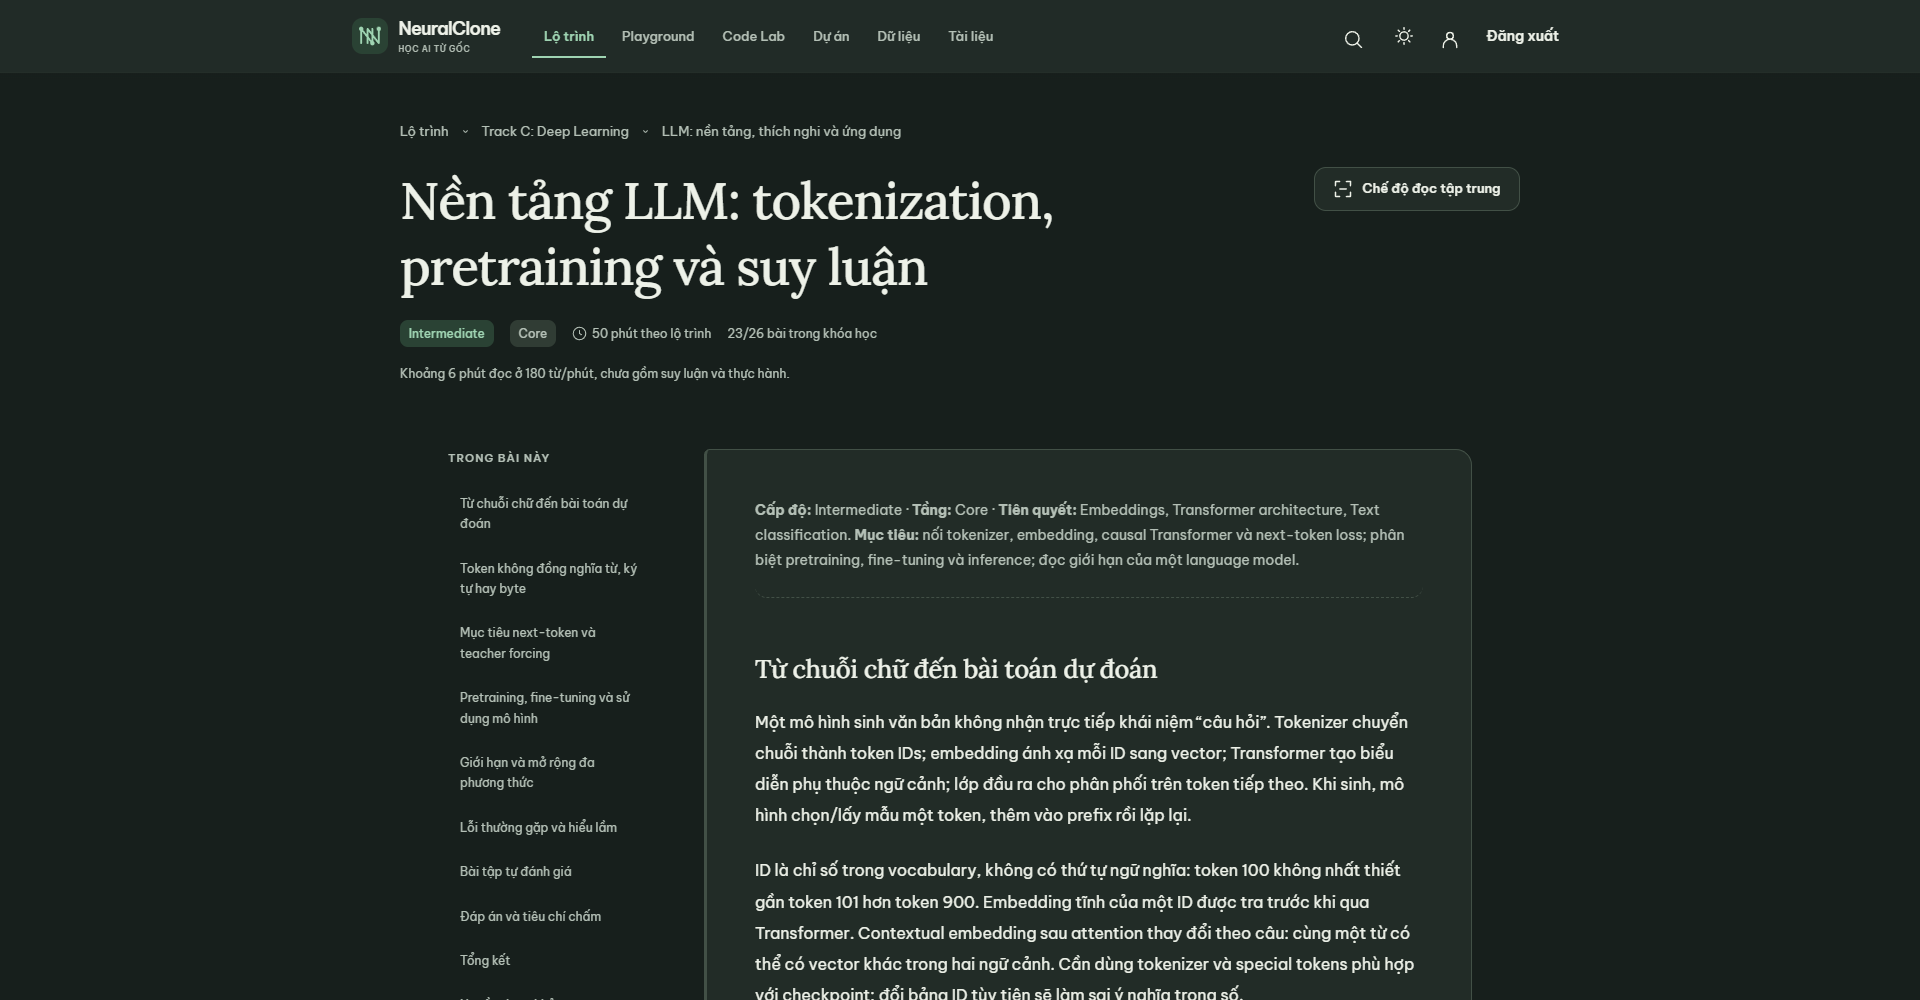 NeuralClone
HỌC AI TỪ GỐC
Lộ trình
Playground
Code Lab
Dự án
Dữ liệu
Tài liệu
Đăng xuất
Lộ trình
Track C: Deep Learning
LLM: nền tảng, thích nghi và ứng dụng
Nền tảng LLM: tokenization,
pretraining và suy luận
Chế độ đọc tập trung
Intermediate
Core
50 phút theo lộ trình
23/26 bài trong khóa học
Khoảng 6 phút đọc ở 180 từ/phút, chưa gồm suy luận và thực hành.
TRONG BÀI NÀY
Từ chuỗi chữ đến bài toán dự
đoán
Token không đồng nghĩa từ, ký
tự hay byte
Mục tiêu next-token và
teacher forcing
Pretraining, fine-tuning và sử
dụng mô hình
Giới hạn và mở rộng đa
phương thức
Lỗi thường gặp và hiểu lầm
Bài tập tự đánh giá
Đáp án và tiêu chí chấm
Tổng kết
Cấp độ: Intermediate · Tầng: Core · Tiên quyết: Embeddings, Transformer architecture, Text
classification. Mục tiêu: nối tokenizer, embedding, causal Transformer và next-token loss; phân
biệt pretraining, fine-tuning và inference; đọc giới hạn của một language model.
Từ chuỗi chữ đến bài toán dự đoán
Một mô hình sinh văn bản không nhận trực tiếp khái niệm “câu hỏi”. Tokenizer chuyển
chuỗi thành token IDs; embedding ánh xạ mỗi ID sang vector; Transformer tạo biểu
diễn phụ thuộc ngữ cảnh; lớp đầu ra cho phân phối trên token tiếp theo. Khi sinh, mô
hình chọn/lấy mẫu một token, thêm vào prefix rồi lặp lại.
ID là chỉ số trong vocabulary, không có thứ tự ngữ nghĩa: token 100 không nhất thiết
gần token 101 hơn token 900. Embedding tĩnh của một ID được tra trước khi qua
Transformer. Contextual embedding sau attention thay đổi theo câu: cùng một từ có
thể có vector khác trong hai ngữ cảnh. Cần dùng tokenizer và special tokens phù hợp
với checkpoint; đổi bảng ID tùy tiện sẽ làm sai ý nghĩa trọng số.